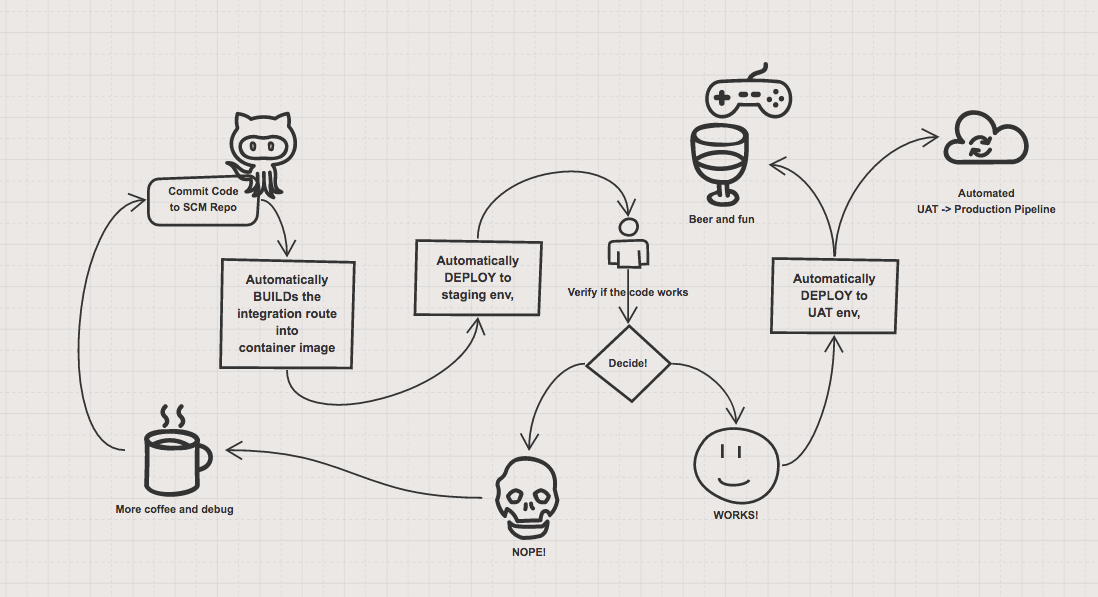 Commit Code
to SCM Repo
Automatically
BUILDs the
integration route
into
container image
Automatically
DEPLOY to
staging env,
Verify if the code works
Decide!
NOPE!
More coffee and debug
WORKS!
Automatically
DEPLOY to
UAT env,
Beer and fun
Automated
UAT -> Production Pipeline